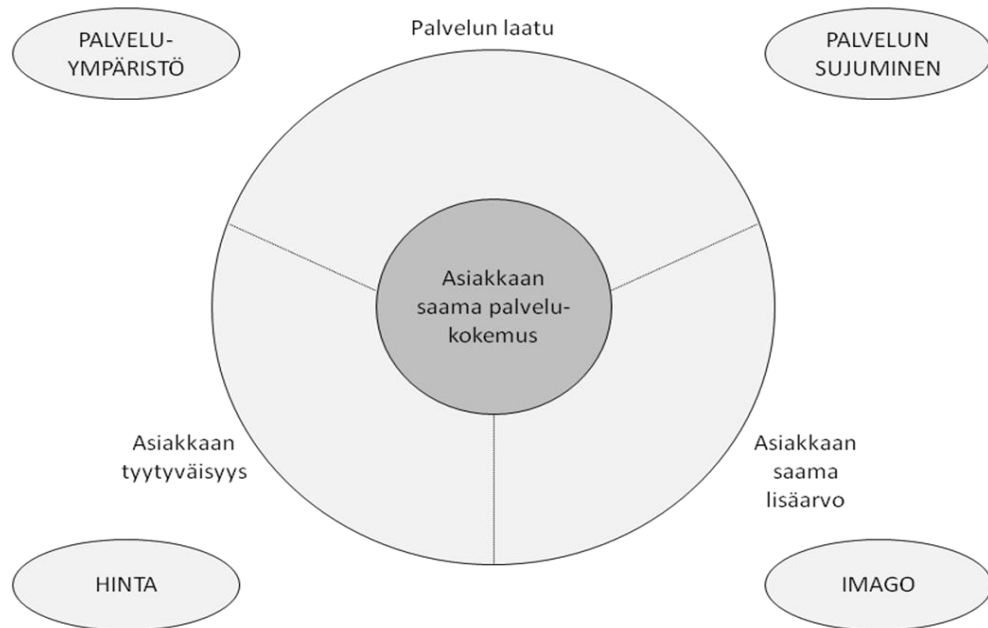 Palvelun laatu
PALVELU-
YMPÄRISTÖ
PALVELUN
SUJUMINEN
Asiakkaan
saama palvelu-
kokemus
Asiakkaan
tyytyväisyys
Asiakkaan
saama
lisäarvo
HINTA
IMAGO